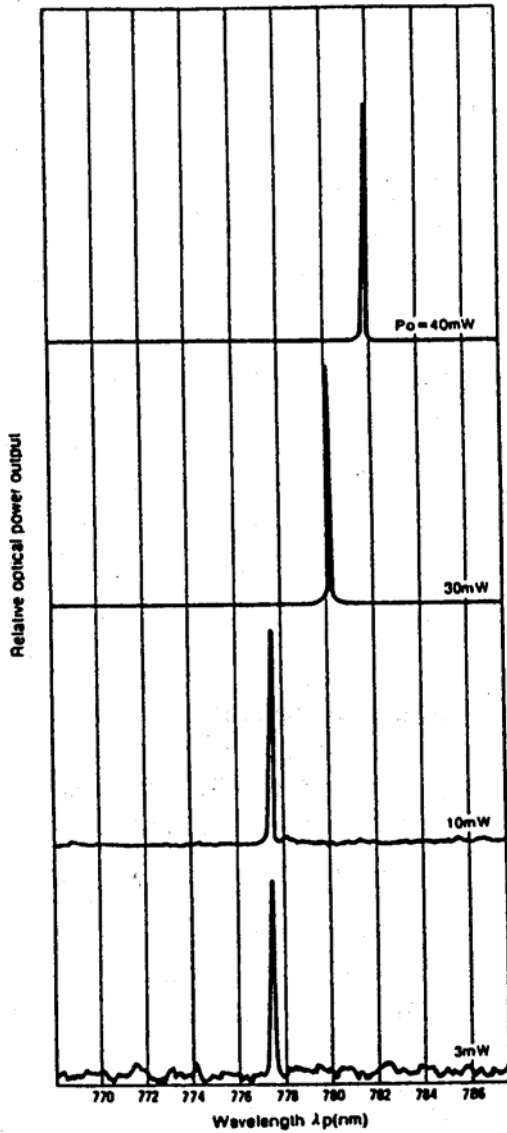 Relative optical power output
Po=40mW
30mW
10mW
3mW
770 772 774 776 778 780 782 784 786
Wavelength λp(nm)